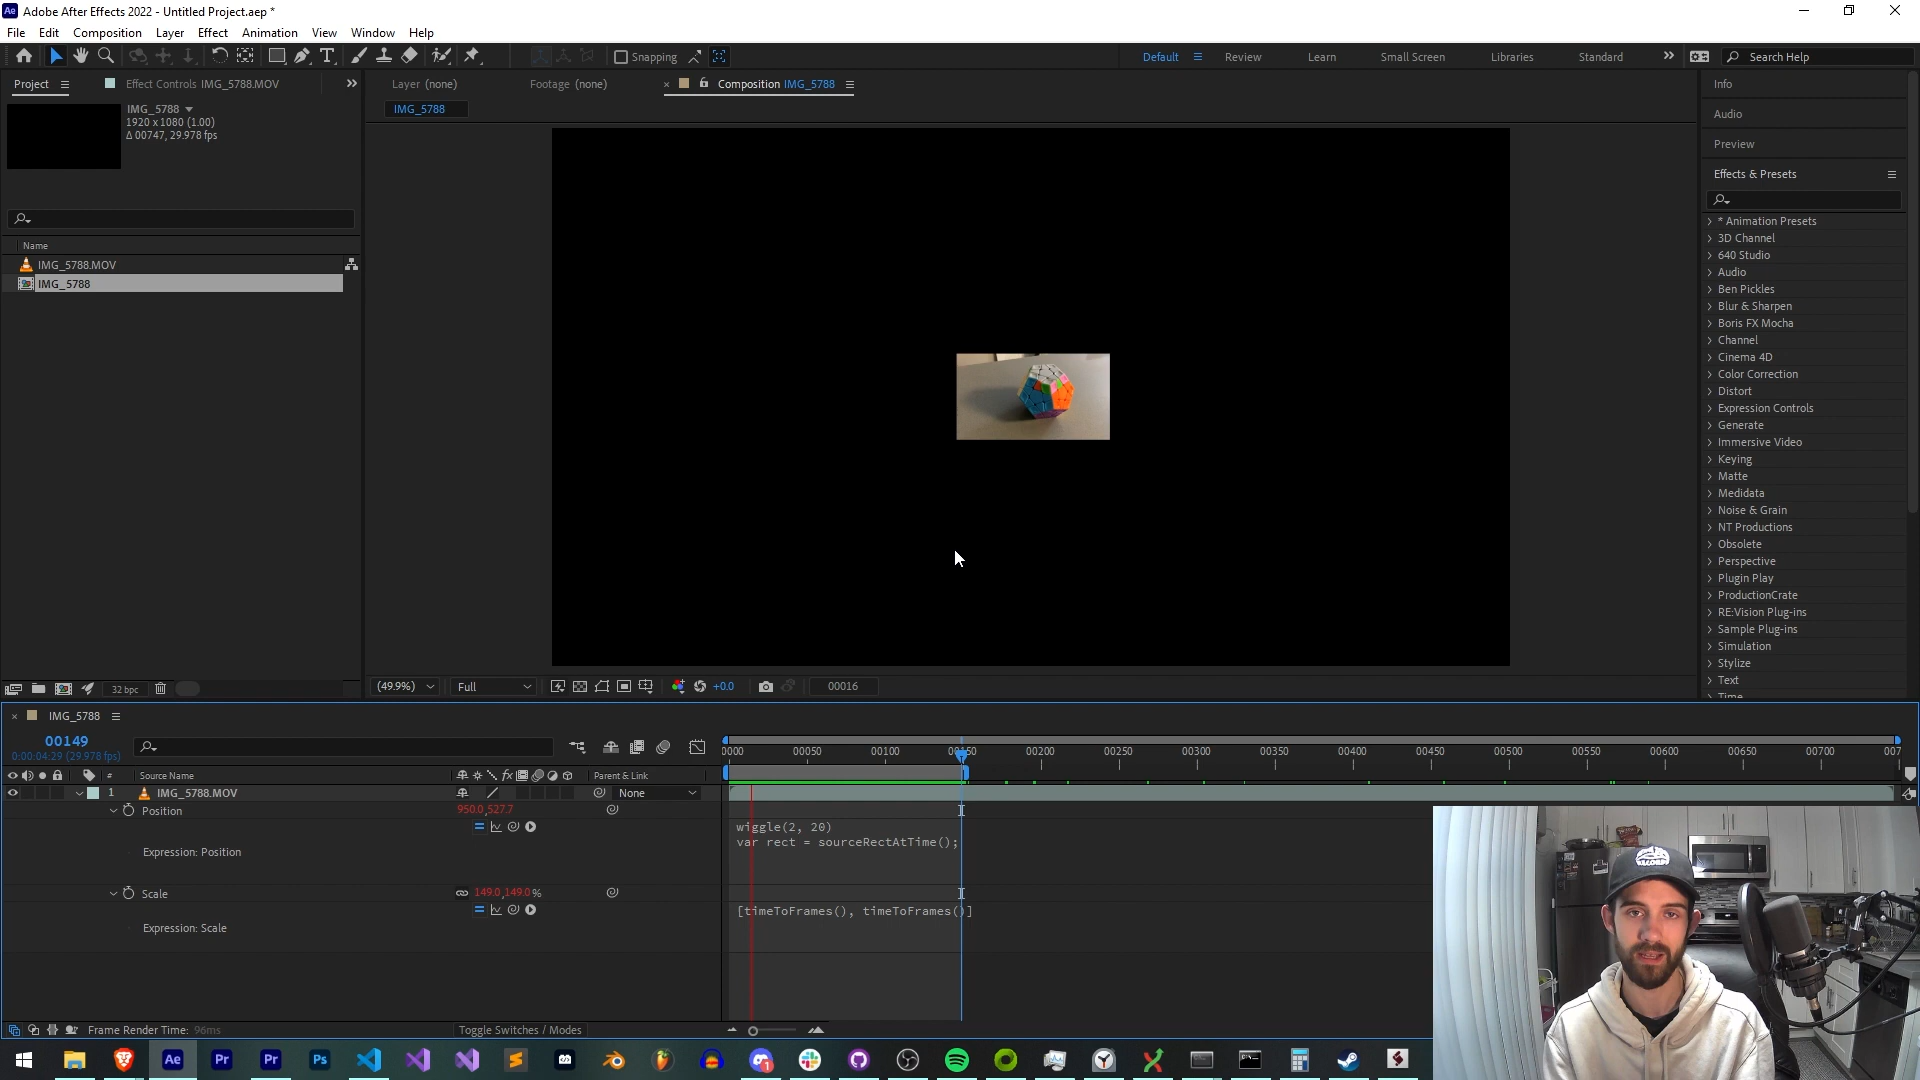 Adobe After Effects 2022 - Untitled Project.aep *
File Edit Composition Layer Effect Animation View Window Help
Snapping
Default Review Learn Small Screen Libraries Standard Search Help
Project Effect Controls IMG_5788.MOV
Layer (none) Footage (none) Composition IMG_5788
IMG_5788
IMG_5788
1920 x 1080 (1.00)
Δ 00747, 29.978 fps
Name
IMG_5788.MOV
IMG_5788
32 bpc
(49.9%) Full +0.0 00016
Info
Audio
Preview
Effects & Presets
* Animation Presets
3D Channel
640 Studio
Audio
Ben Pickles
Blur & Sharpen
Boris FX Mocha
Channel
Cinema 4D
Color Correction
Distort
Expression Controls
Generate
Immersive Video
Keying
Matte
Medidata
Noise & Grain
NT Productions
Obsolete
Perspective
Plugin Play
ProductionCrate
RE:Vision Plug-ins
Sample Plug-ins
Simulation
Stylize
Text
Time
IMG_5788
00149
0:00:04:29 (29.978 fps)
0000 00050 00100 00150 00200 00250 00300 00350 00400 00450 00500 00550 00600 00650 00700 007
# Source Name Parent & Link
1 IMG_5788.MOV None
Position 950.0,527.7
wiggle(2, 20)
var rect = sourceRectAtTime();
Expression: Position
Scale 149.0,149.0%
[timeToFrames(), timeToFrames()]
Expression: Scale
Frame Render Time: 96ms Toggle Switches / Modes